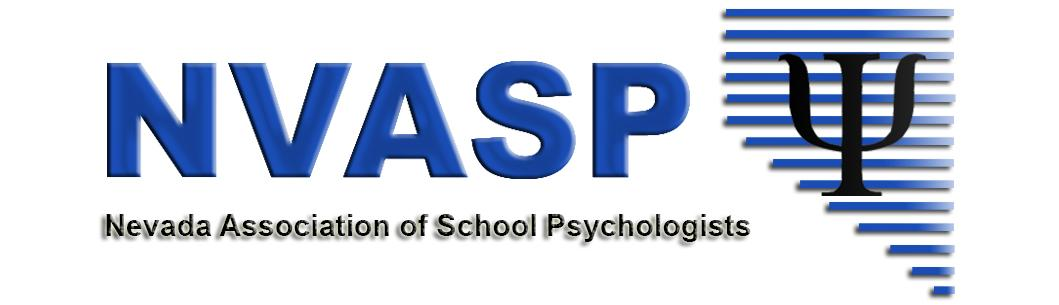 NVASP
Ψ
Nevada Association of School Psychologists